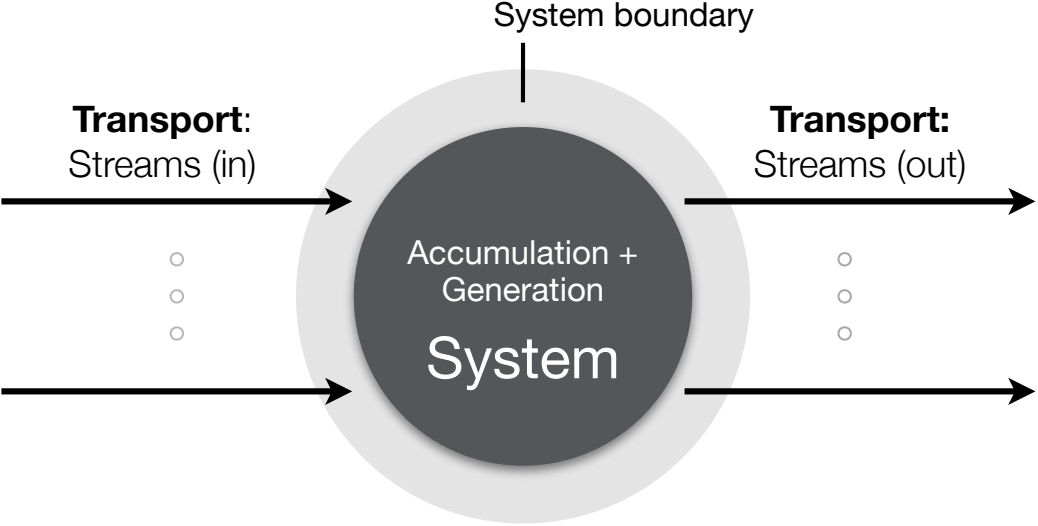 System boundary
Transport:
Streams (in)
Transport:
Streams (out)
Accumulation +
Generation
System